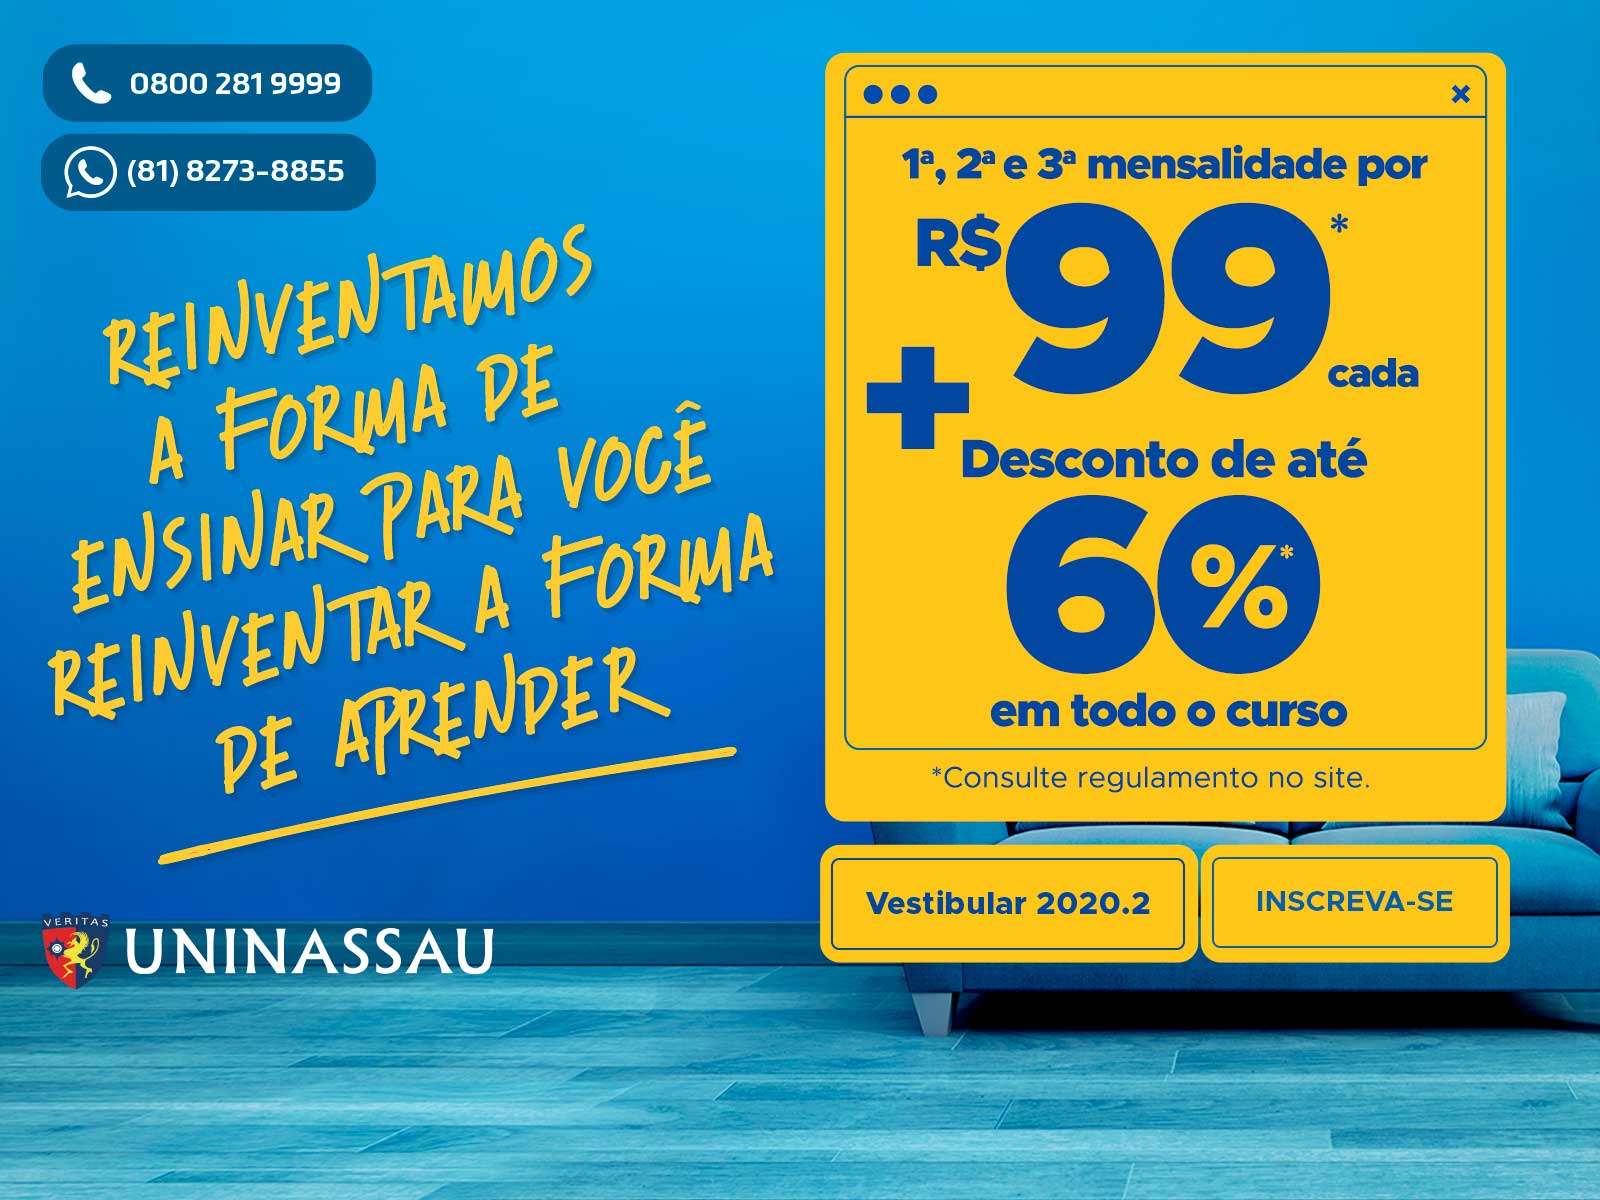 0800 281 9999
(81) 8273-8855
REINVENTAMOS
A FORMA DE
ENSINAR PARA VOCÊ
REINVENTAR A FORMA
DE APRENDER
VERITAS
UNINASSAU
1ª, 2ª e 3ª mensalidade por
R$99*
cada
+
Desconto de até
60%*
em todo o curso
*Consulte regulamento no site.
Vestibular 2020.2
INSCREVA-SE